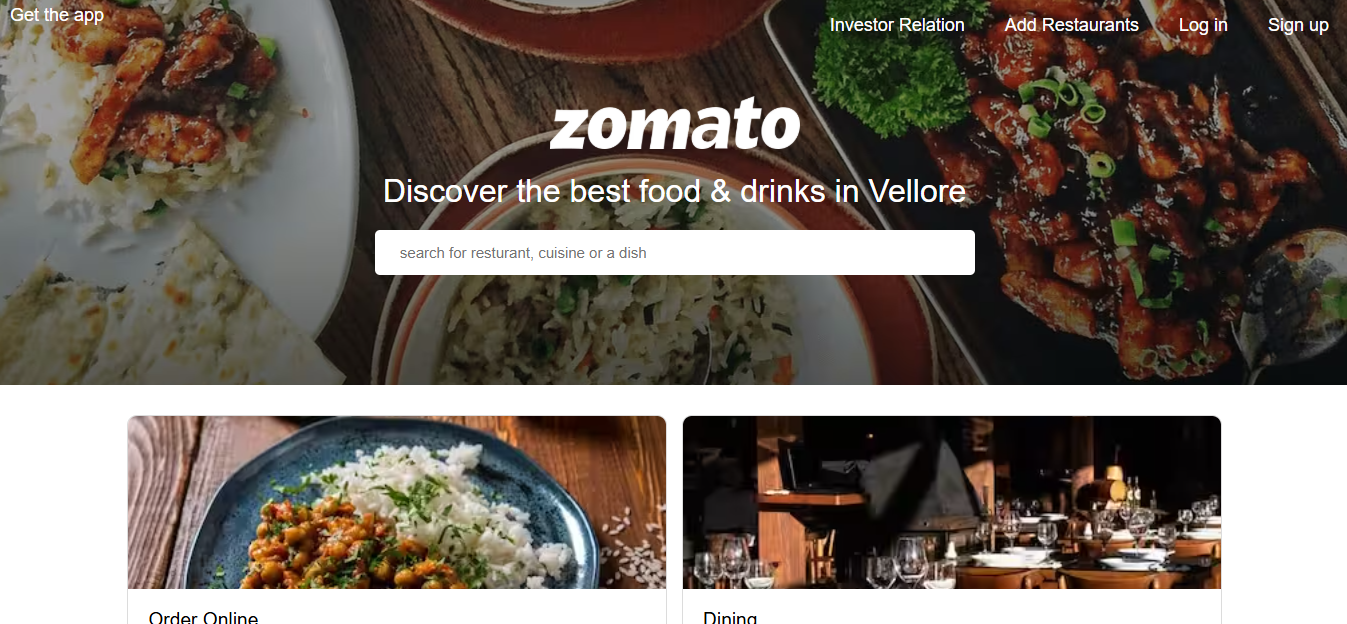 Get the app
Investor Relation
Add Restaurants
Log in
Sign up
zomato
Discover the best food & drinks in Vellore
search for resturant, cuisine or a dish
Order Online
Dining